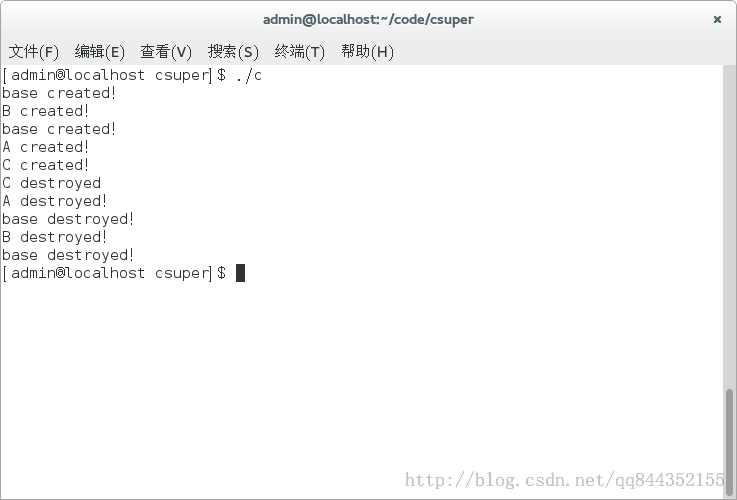 admin@localhost:~/code/csuper ×
文件(F) 编辑(E) 查看(V) 搜索(S) 终端(T) 帮助(H)
[admin@localhost csuper]$ ./c
base created!
B created!
base created!
A created!
C created!
C destroyed
A destroyed!
base destroyed!
B destroyed!
base destroyed!
[admin@localhost csuper]$
http://blog.csdn.net/qq844352155